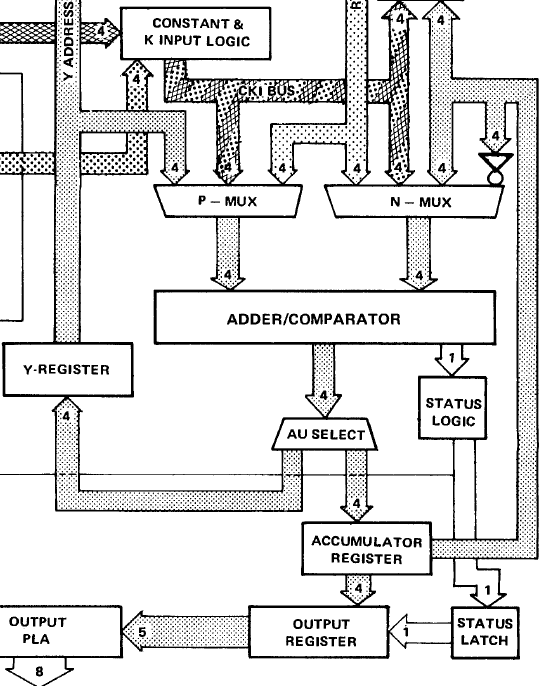 Y ADDRESS
R
4
4
4
CONSTANT &
K INPUT LOGIC
4
CKI BUS
4
4
4
4
4
4
4
4
P – MUX
N – MUX
4
4
ADDER/COMPARATOR
1
Y-REGISTER
4
4
STATUS
LOGIC
AU SELECT
4
ACCUMULATOR
REGISTER
4
1
OUTPUT
PLA
5
OUTPUT
REGISTER
1
STATUS
LATCH
8